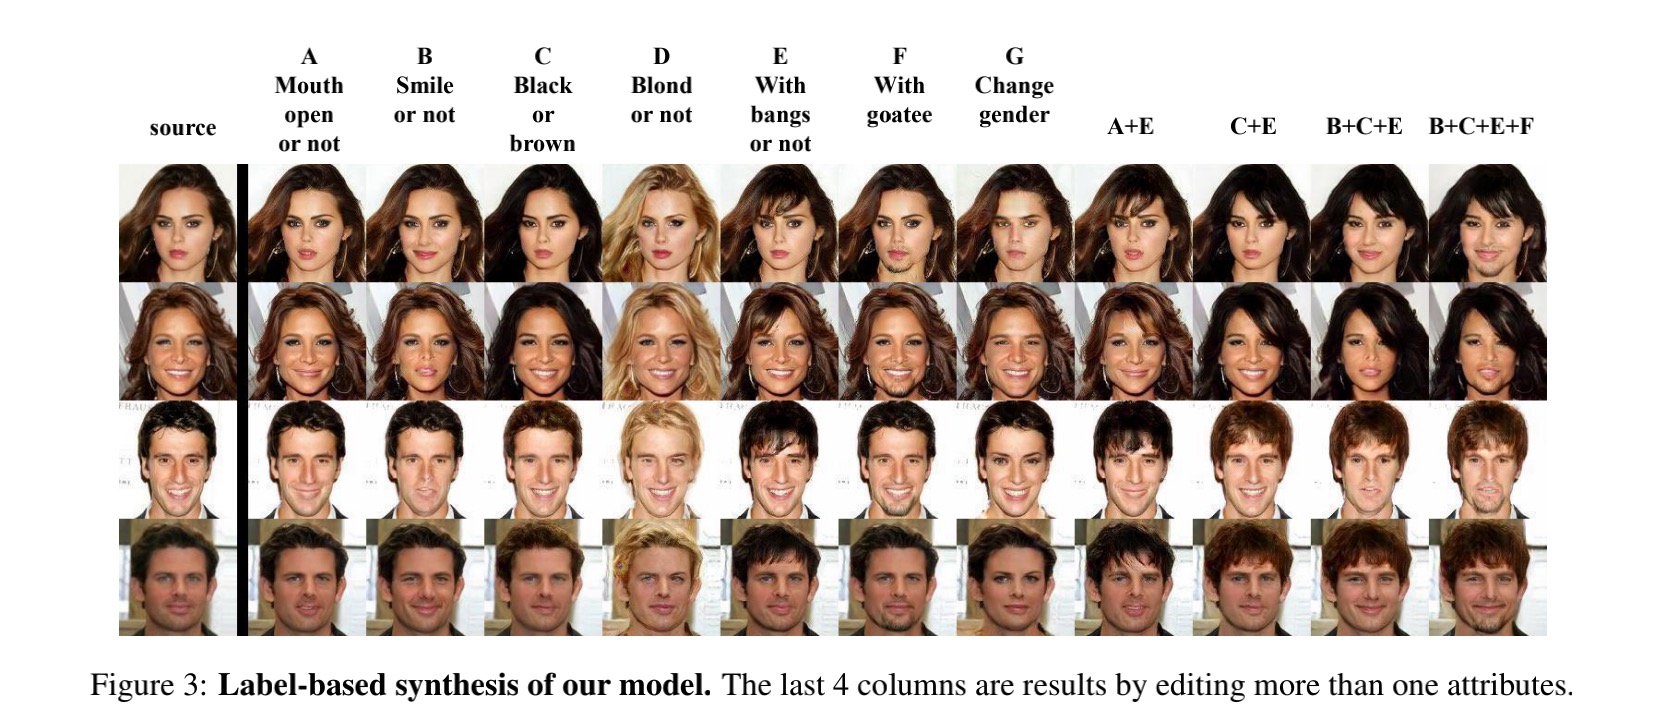 source
A
Mouth
open
or not
B
Smile
or not
C
Black
or
brown
D
Blond
or not
E
With
bangs
or not
F
With
goatee
G
Change
gender
A+E
C+E
B+C+E
B+C+E+F
Figure 3: Label-based synthesis of our model. The last 4 columns are results by editing more than one attributes.